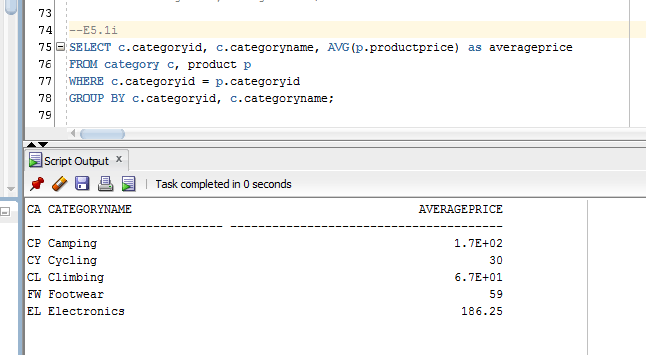 73
74 --E5.1i
75 SELECT c.categoryid, c.categoryname, AVG(p.productprice) as averageprice
76 FROM category c, product p
77 WHERE c.categoryid = p.categoryid
78 GROUP BY c.categoryid, c.categoryname;
79
Script Output x
Task completed in 0 seconds
CA CATEGORYNAME AVERAGEPRICE
-- ------------------------- ---------------------------------------
CP Camping 1.7E+02
CY Cycling 30
CL Climbing 6.7E+01
FW Footwear 59
EL Electronics 186.25